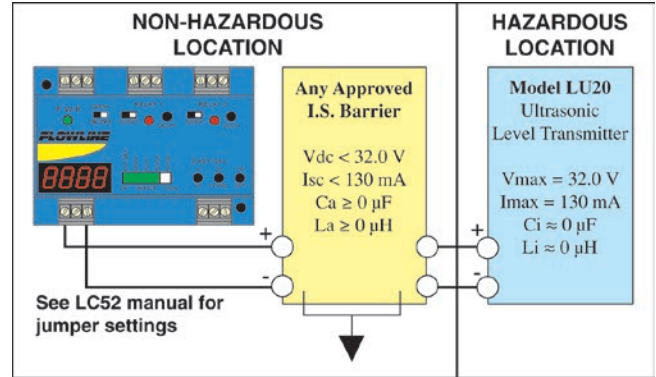 NON-HAZARDOUS
LOCATION
HAZARDOUS
LOCATION
FLOWLINE
8888
See LC52 manual for
jumper settings
+
-
Any Approved
I.S. Barrier
Vdc < 32.0 V
Isc < 130 mA
Ca ≥ 0 µF
La ≥ 0 µH
+
-
Model LU20
Ultrasonic
Level Transmitter
Vmax = 32.0 V
Imax = 130 mA
Ci ≈ 0 µF
Li ≈ 0 µH